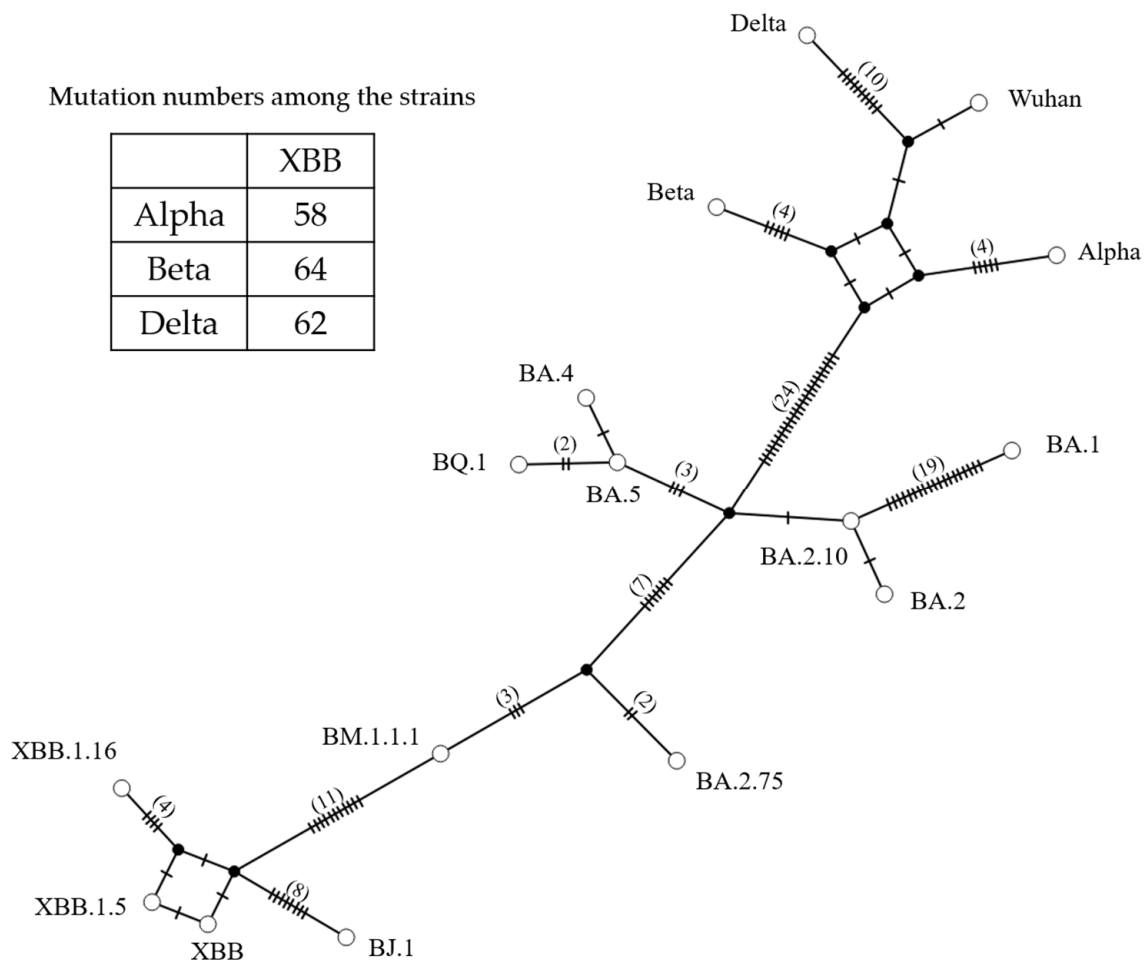 Delta
(10)
Wuhan
Mutation numbers among the strains
XBB
Alpha 58
Beta 64
Delta 62
Beta
(4)
(4)
Alpha
BA.4
(24)
BQ.1
(2)
BA.5
(3)
(19)
BA.1
BA.2.10
BA.2
(7)
(3)
(2)
BM.1.1.1
BA.2.75
XBB.1.16
(4)
(11)
(8)
XBB.1.5
XBB
BJ.1